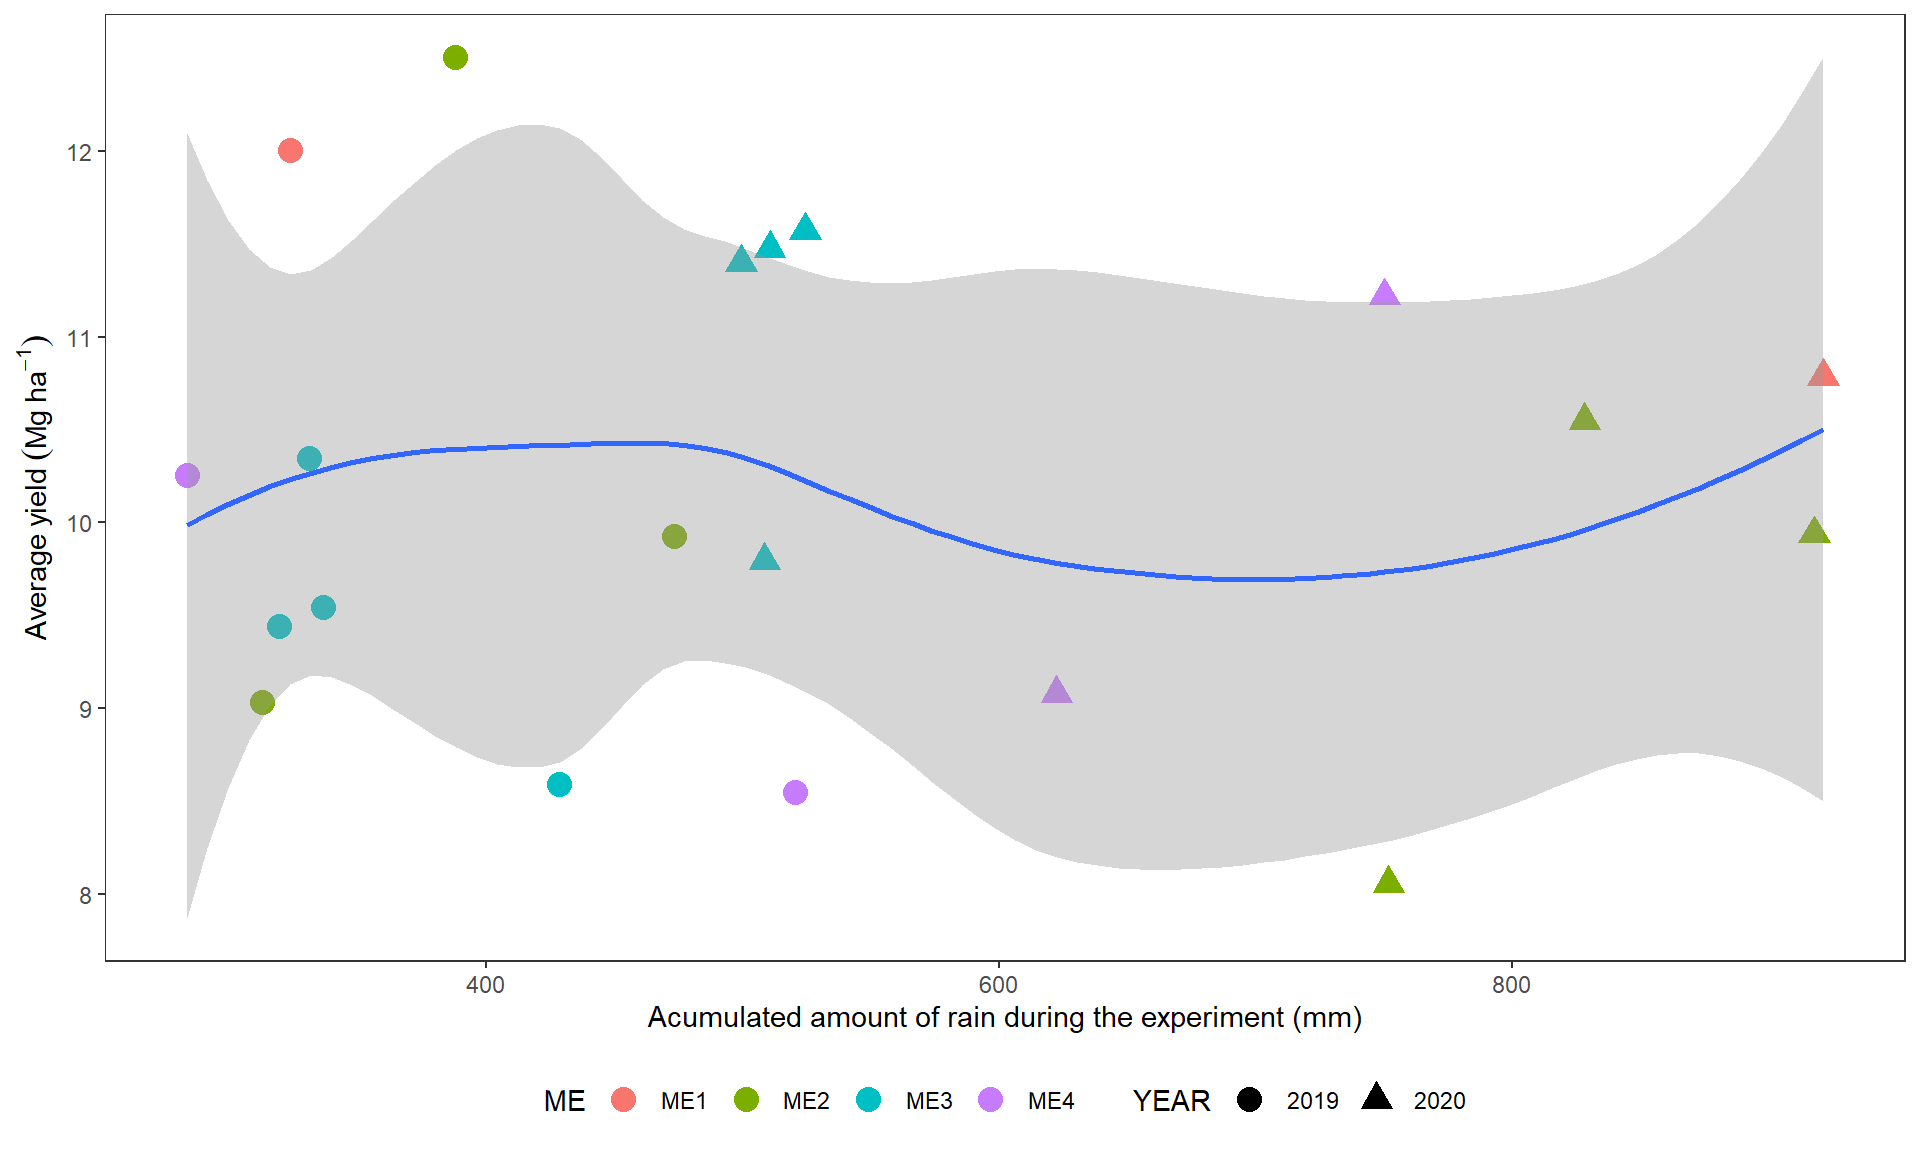 Average yield (Mg ha⁻¹)
12
11
10
9
8
400 600 800
Acumulated amount of rain during the experiment (mm)
ME ME1 ME2 ME3 ME4 YEAR 2019 2020